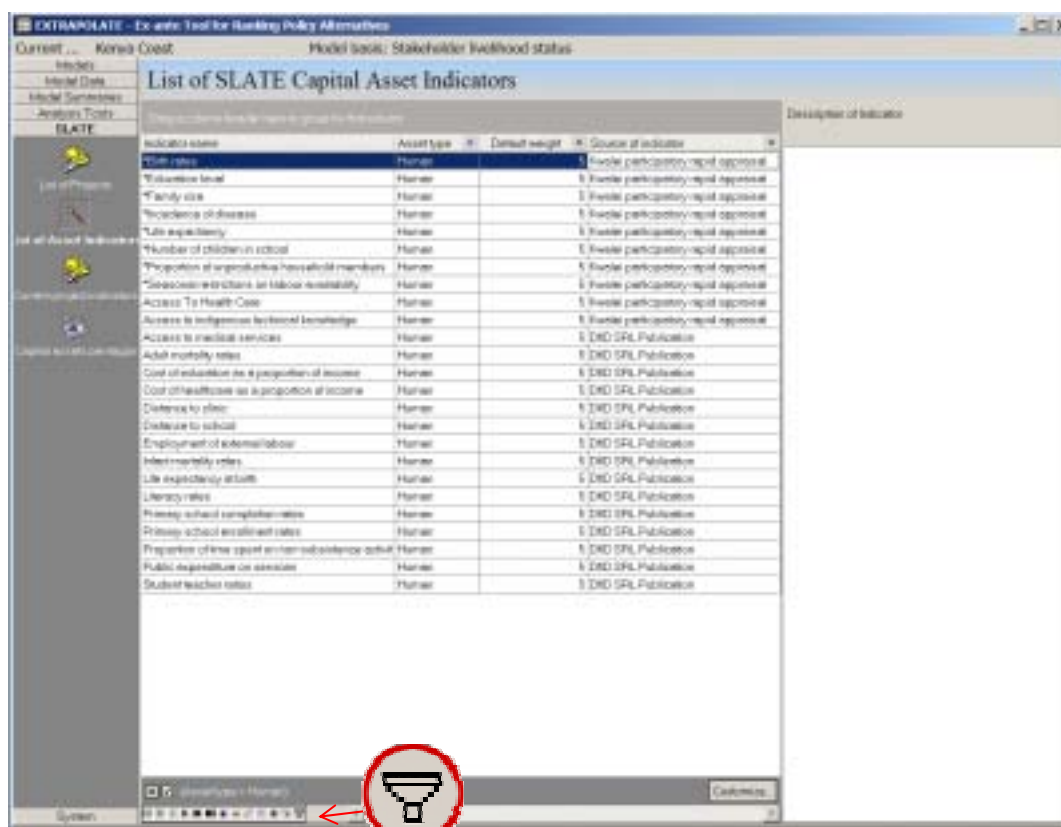 EXTRAPOLATE - Ex-ante Tool for Ranking Policy Alternatives
Current ... Kenya Coast Model basis: Stakeholder livelihood status
Models
Model Data
Model Summaries
Analysis Tools
SLATE
List of SLATE Capital Asset Indicators
Description of Indicator
Indicator name Asset type Default weight Source of indicator
*Birth rates Human 5 Kwale participatory rapid appraisal
*Education level Human 5 Kwale participatory rapid appraisal
*Family size Human 5 Kwale participatory rapid appraisal
*Incidence of disease Human 5 Kwale participatory rapid appraisal
*Life expectancy Human 5 Kwale participatory rapid appraisal
*Number of children in school Human 5 Kwale participatory rapid appraisal
*Proportion of unproductive household members Human 5 Kwale participatory rapid appraisal
*Seasonal restrictions on labour availability Human 5 Kwale participatory rapid appraisal
Access To Health Care Human 5 Kwale participatory rapid appraisal
Access to indigenous technical knowledge Human 5 Kwale participatory rapid appraisal
Access to medical services Human 5 DfID SRL Publication
Adult mortality rates Human 5 DfID SRL Publication
Cost of education as a proportion of income Human 5 DfID SRL Publication
Cost of healthcare as a proportion of income Human 5 DfID SRL Publication
Distance to clinic Human 5 DfID SRL Publication
Distance to school Human 5 DfID SRL Publication
Employment of external labour Human 5 DfID SRL Publication
Infant mortality rates Human 5 DfID SRL Publication
Life expectancy at birth Human 5 DfID SRL Publication
Literacy rates Human 5 DfID SRL Publication
Primary school completion rates Human 5 DfID SRL Publication
Primary school enrollment rates Human 5 DfID SRL Publication
Proportion of time spent on non-subsistence activit Human 5 DfID SRL Publication
Public expenditure on services Human 5 DfID SRL Publication
Student teacher ratios Human 5 DfID SRL Publication
List of Asset Indicators
Customize...
System